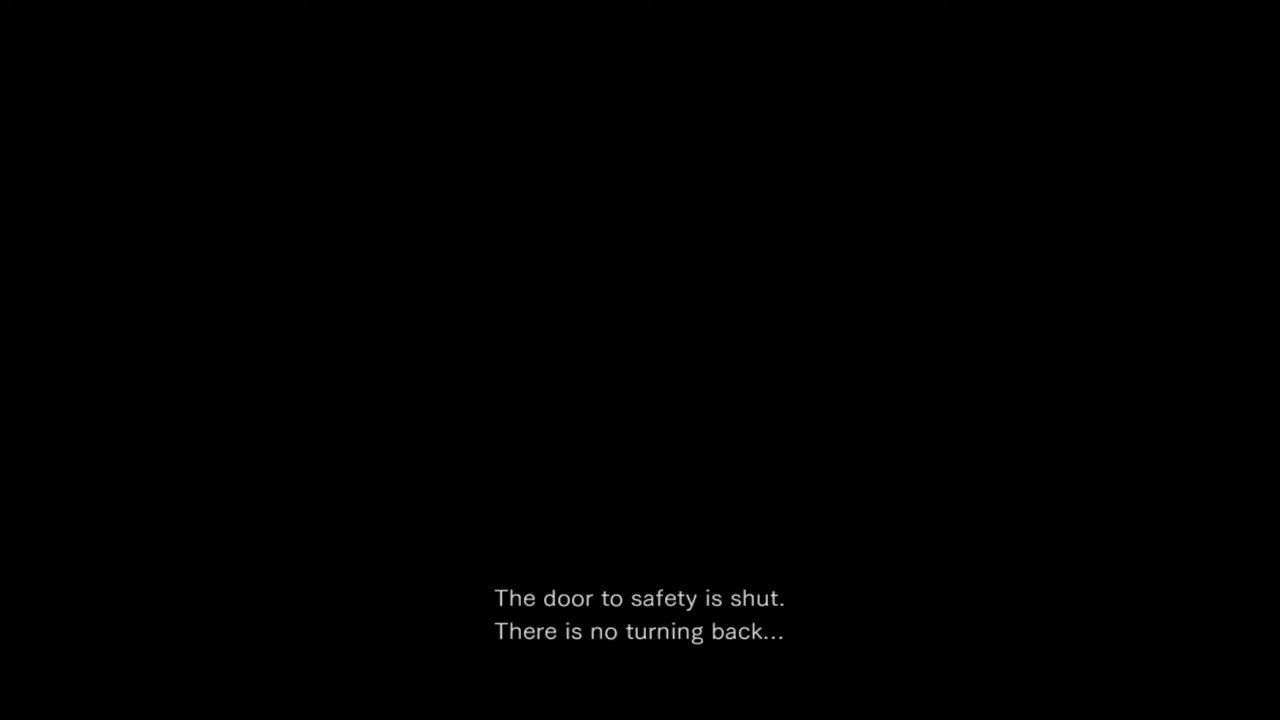 The door to safety is shut.
There is no turning back...